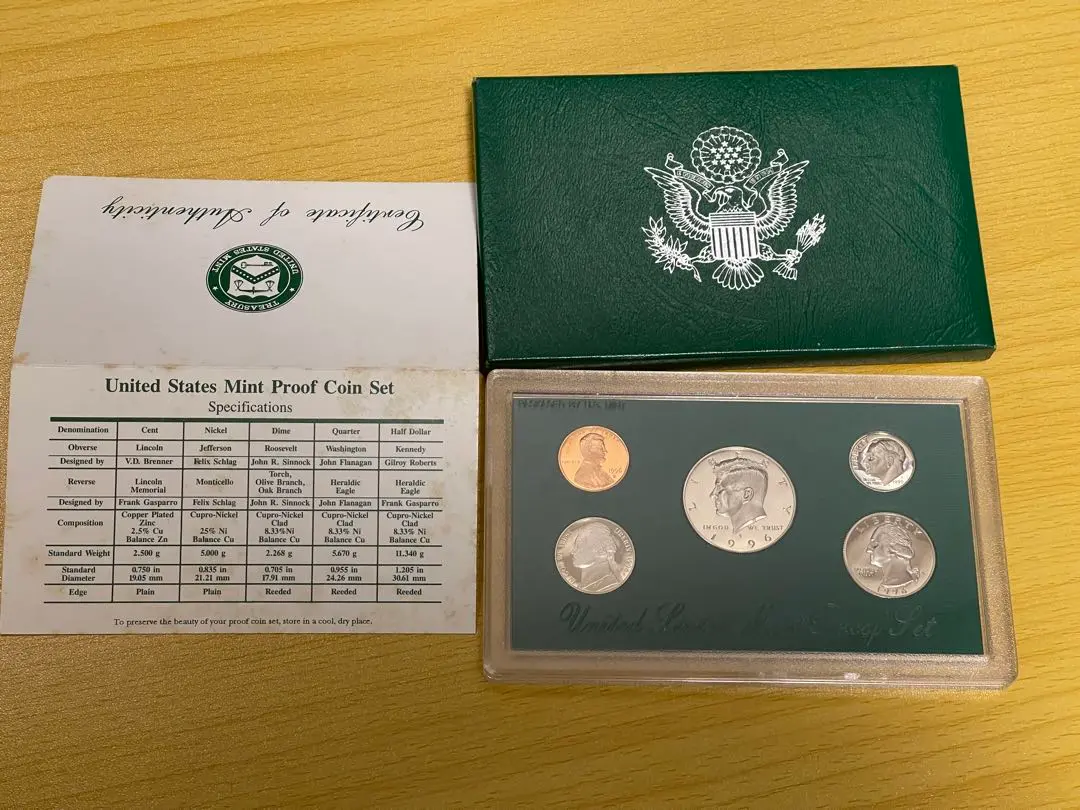 Certificate of Authenticity
UNITED STATES MINT
TREASURY
United States Mint Proof Coin Set
Specifications
Denomination Cent Nickel Dime Quarter Half Dollar
Obverse Lincoln Jefferson Roosevelt Washington Kennedy
Designed by V.D. Brenner Felix Schlag John R. Sinnock John Flanagan Gilroy Roberts
Reverse Lincoln Memorial Monticello Torch, Olive Branch, Oak Branch Heraldic Eagle Heraldic Eagle
Designed by Frank Gasparro Felix Schlag John R. Sinnock John Flanagan Frank Gasparro
Composition Copper Plated Zinc 2.5% Cu Balance Zn Cupro-Nickel 25% Ni Balance Cu Cupro-Nickel Clad 8.33%Ni Balance Cu Cupro-Nickel Clad 8.33% Ni Balance Cu Cupro-Nickel Clad 8.33% Ni Balance Cu
Standard Weight 2.500 g 5.000 g 2.268 g 5.670 g 11.340 g
Standard Diameter 0.750 in 19.05 mm 0.835 in 21.21 mm 0.705 in 17.91 mm 0.955 in 24.26 mm 1.205 in 30.61 mm
Edge Plain Plain Reeded Reeded Reeded
To preserve the beauty of your proof coin set, store in a cool, dry place.
1996
LIBERTY
IN GOD WE TRUST
1996
LIBERTY
1996
United States Mint Proof Set